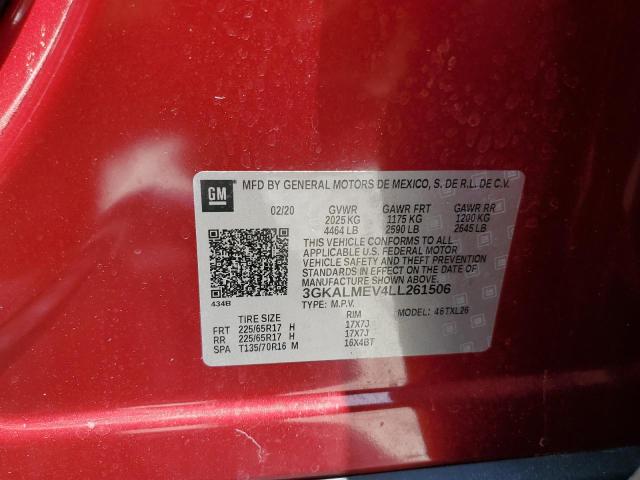 GM MFD BY GENERAL MOTORS DE MEXICO, S. DE R.L. DE C.V.
02/20 GVWR GAWR FRT GAWR RR
2025 KG 1175 KG 1200 KG
4464 LB 2590 LB 2645 LB
THIS VEHICLE CONFORMS TO ALL
APPLICABLE U.S. FEDERAL MOTOR
VEHICLE SAFETY AND THEFT
PREVENTION STANDARDS IN EFFECT
ON THE DATE OF
MANUFACTURE SHOWN ABOVE.
3GKALMEV4LL261506
434B TYPE: M.P.V. MODEL: 46TXL26
TIRE SIZE RIM
FRT 225/65R17 H 17X7J
RR 225/65R17 H 17X7J
SPA T135/70R16 M 16X4BT